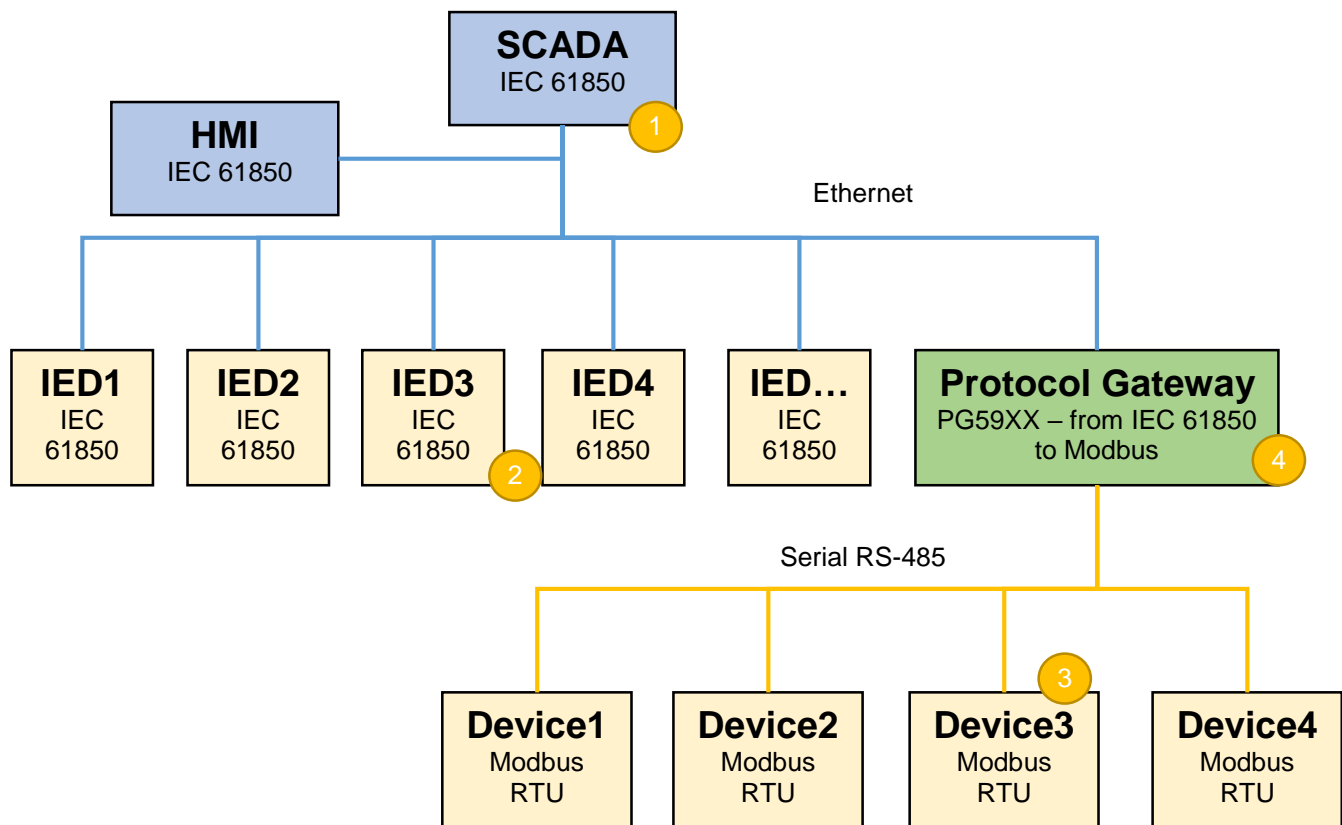 SCADA
IEC 61850
1
HMI
IEC 61850
Ethernet
IED1
IEC
61850
IED2
IEC
61850
IED3
IEC
61850
2
IED4
IEC
61850
IED…
IEC
61850
Protocol Gateway
PG59XX – from IEC 61850
to Modbus
4
Serial RS-485
Device1
Modbus
RTU
Device2
Modbus
RTU
3
Device3
Modbus
RTU
Device4
Modbus
RTU